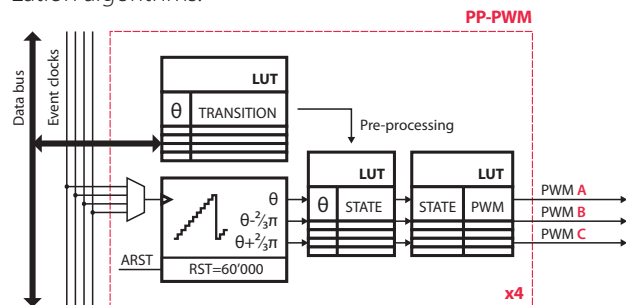 zation algorithms.
PP-PWM
Data bus
Event clocks
LUT
θ TRANSITION
Pre-processing
LUT
LUT
θ STATE
STATE PWM
θ
θ-²⁄₃π
θ+²⁄₃π
PWM A
PWM B
PWM C
ARST
RST=60'000
x4